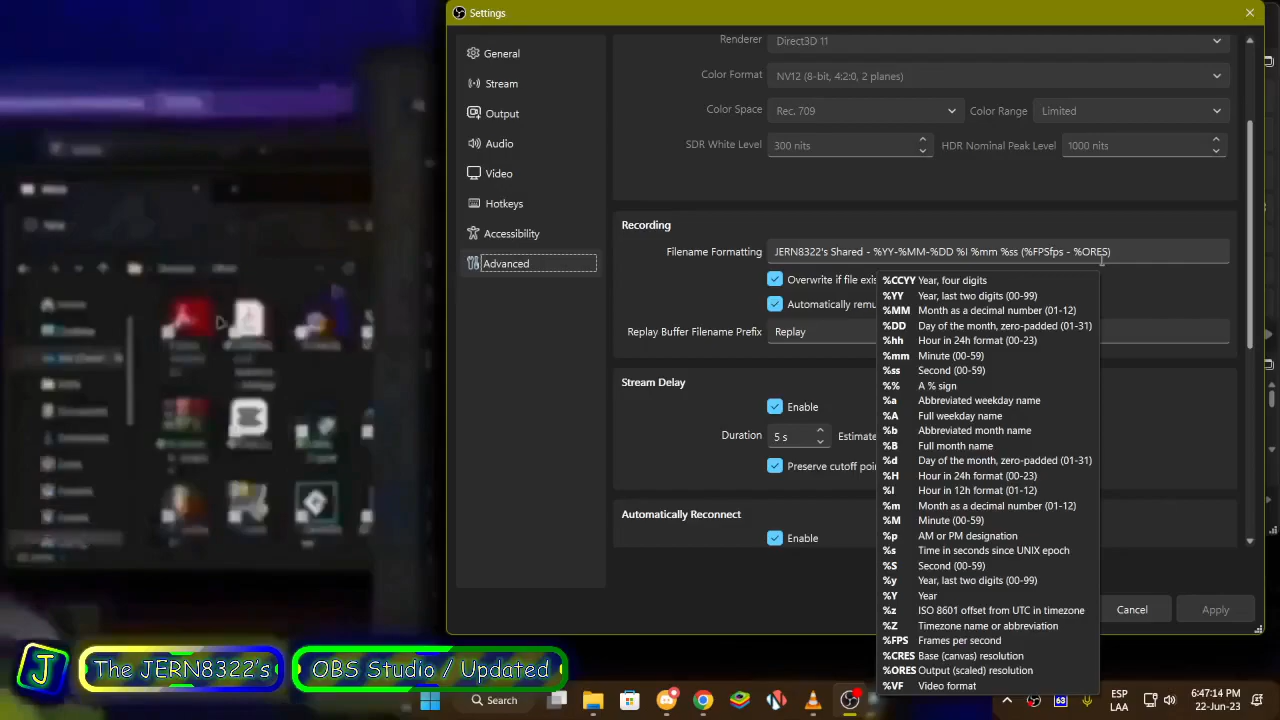 Settings
General
Stream
Output
Audio
Video
Hotkeys
Accessibility
Advanced
Renderer Direct3D 11
Color Format NV12 (8-bit, 4:2:0, 2 planes)
Color Space Rec. 709 Color Range Limited
SDR White Level 300 nits HDR Nominal Peak Level 1000 nits
Recording
Filename Formatting JERN8322's Shared - %YY-%MM-%DD %I %mm %ss (%FPSfps - %ORES)
Overwrite if file exis
Automatically remu
Replay Buffer Filename Prefix Replay
Stream Delay
Enable
Duration 5 s Estimate
Preserve cutoff poin
Automatically Reconnect
Enable
%CCYY Year, four digits
%YY Year, last two digits (00-99)
%MM Month as a decimal number (01-12)
%DD Day of the month, zero-padded (01-31)
%hh Hour in 24h format (00-23)
%mm Minute (00-59)
%ss Second (00-59)
%% A % sign
%a Abbreviated weekday name
%A Full weekday name
%b Abbreviated month name
%B Full month name
%d Day of the month, zero-padded (01-31)
%H Hour in 24h format (00-23)
%I Hour in 12h format (01-12)
%m Month as a decimal number (01-12)
%M Minute (00-59)
%p AM or PM designation
%s Time in seconds since UNIX epoch
%S Second (00-59)
%y Year, last two digits (00-99)
%Y Year
%z ISO 8601 offset from UTC in timezone
%Z Timezone name or abbreviation
%FPS Frames per second
%CRES Base (canvas) resolution
%ORES Output (scaled) resolution
%VF Video format
Cancel Apply
J The JERN8322's OBS Studio / Updated
Search
63
ESP
LAA
6:47:14 PM
22-Jun-23